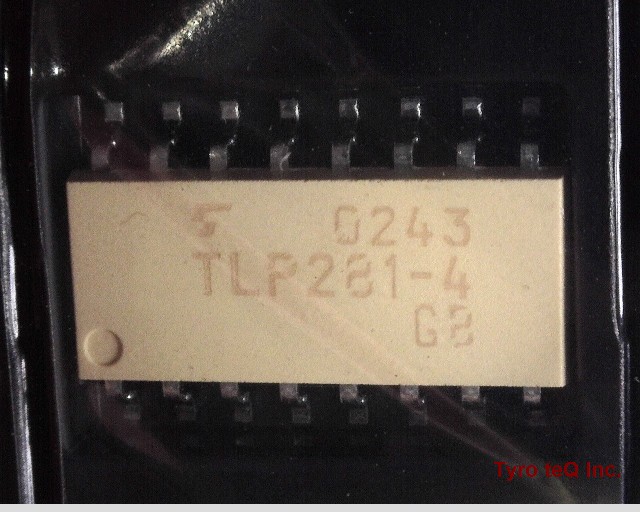 0243
TLP281-4
GB
Tyro teQ Inc.